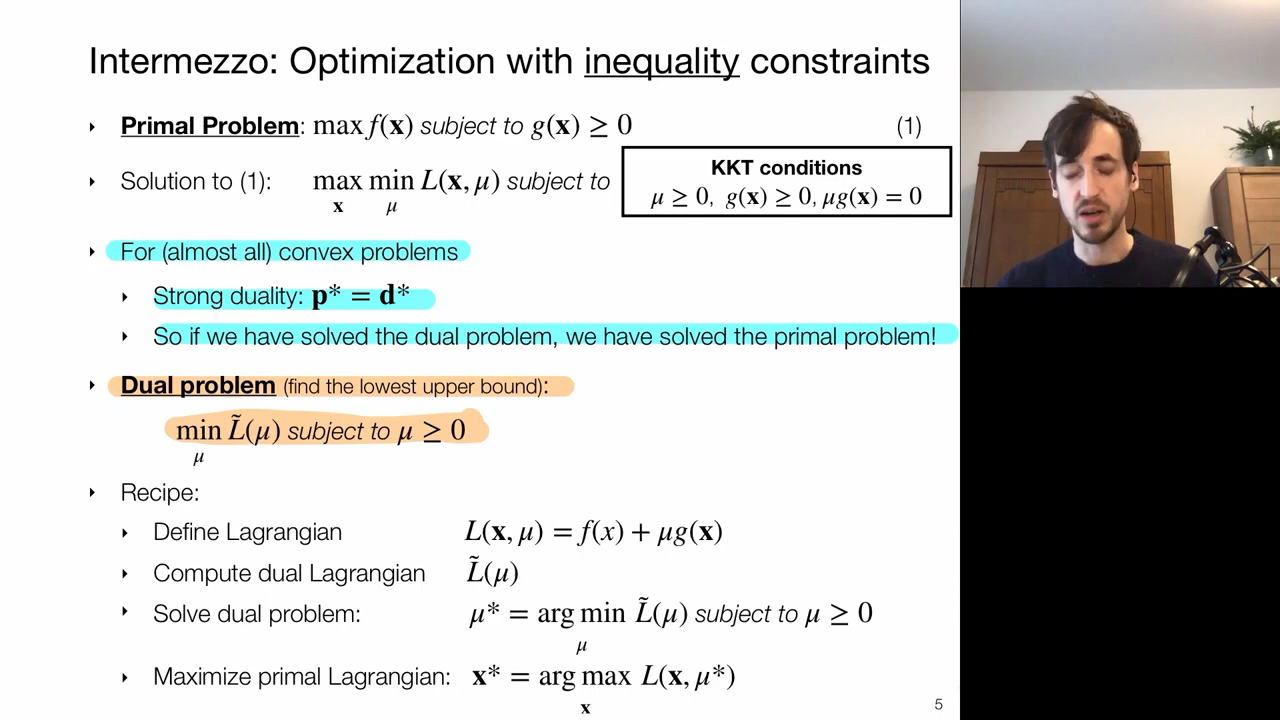 Intermezzo: Optimization with inequality constraints
Primal Problem: max f(x) subject to g(x) ≥ 0 (1)
Solution to (1): max min L(x, μ) subject to
x μ
KKT conditions
μ ≥ 0, g(x) ≥ 0, μg(x) = 0
For (almost all) convex problems
Strong duality: p* = d*
So if we have solved the dual problem, we have solved the primal problem!
Dual problem (find the lowest upper bound):
min L̃(μ) subject to μ ≥ 0
μ
Recipe:
Define Lagrangian L(x, μ) = f(x) + μg(x)
Compute dual Lagrangian L̃(μ)
Solve dual problem: μ* = arg min L̃(μ) subject to μ ≥ 0
μ
Maximize primal Lagrangian: x* = arg max L(x, μ*)
x
5